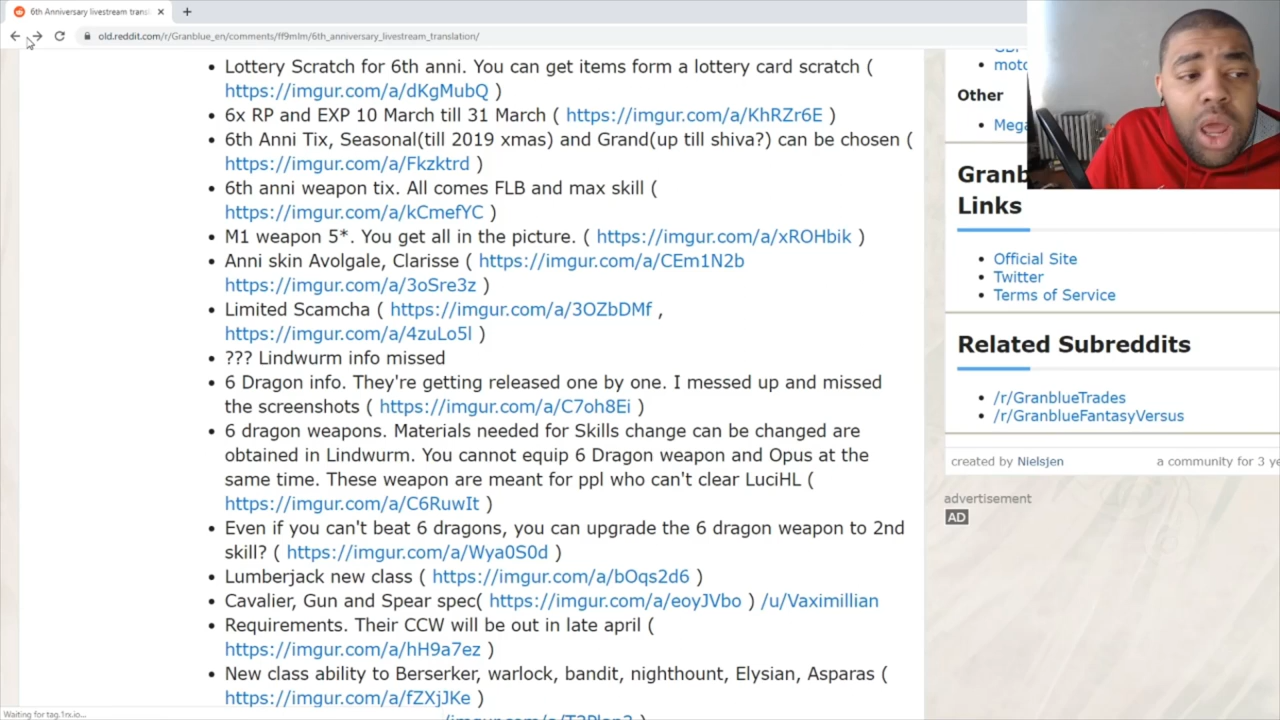 6th Anniversary livestream trans
old.reddit.com/r/Granblue_en/comments/ff9mlm/6th_anniversary_livestream_translation/
Lottery Scratch for 6th anni. You can get items form a lottery card scratch (
https://imgur.com/a/dKgMubQ )
6x RP and EXP 10 March till 31 March ( https://imgur.com/a/KhRZr6E )
6th Anni Tix, Seasonal(till 2019 xmas) and Grand(up till shiva?) can be chosen (
https://imgur.com/a/Fkzktrd )
6th anni weapon tix. All comes FLB and max skill (
https://imgur.com/a/kCmefYC )
M1 weapon 5*. You get all in the picture. ( https://imgur.com/a/xROHbik )
Anni skin Avolgale, Clarisse ( https://imgur.com/a/CEm1N2b
https://imgur.com/a/3oSre3z )
Limited Scamcha ( https://imgur.com/a/3OZbDMf ,
https://imgur.com/a/4zuLo5l )
??? Lindwurm info missed
6 Dragon info. They're getting released one by one. I messed up and missed
the screenshots ( https://imgur.com/a/C7oh8Ei )
6 dragon weapons. Materials needed for Skills change can be changed are
obtained in Lindwurm. You cannot equip 6 Dragon weapon and Opus at the
same time. These weapon are meant for ppl who can't clear LuciHL (
https://imgur.com/a/C6RuwIt )
Even if you can't beat 6 dragons, you can upgrade the 6 dragon weapon to 2nd
skill? ( https://imgur.com/a/Wya0S0d )
Lumberjack new class ( https://imgur.com/a/bOqs2d6 )
Cavalier, Gun and Spear spec( https://imgur.com/a/eoyJVbo ) /u/Vaximillian
Requirements. Their CCW will be out in late april (
https://imgur.com/a/hH9a7ez )
New class ability to Berserker, warlock, bandit, nighthount, Elysian, Asparas (
https://imgur.com/a/fZXjJKe )
Waiting for tag.1rx.io...
moto
Other
Mega
Granb
Links
Official Site
Twitter
Terms of Service
Related Subreddits
/r/GranblueTrades
/r/GranblueFantasyVersus
created by Nielsjen a community for 3 ye
advertisement
AD